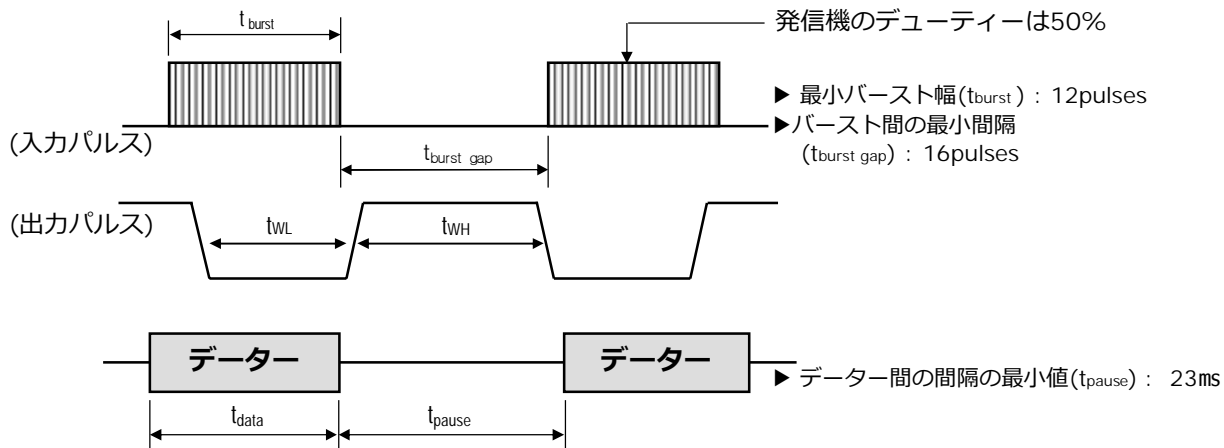 t burst
発信機のデューティーは50%
▶ 最小バースト幅(tburst) : 12pulses
▶バースト間の最小間隔
(tburst gap) : 16pulses
(入力パルス)
tburst gap
(出力パルス)
tWL
tWH
データー
データー
▶ データー間の間隔の最小値(tpause) : 23ms
tdata
tpause